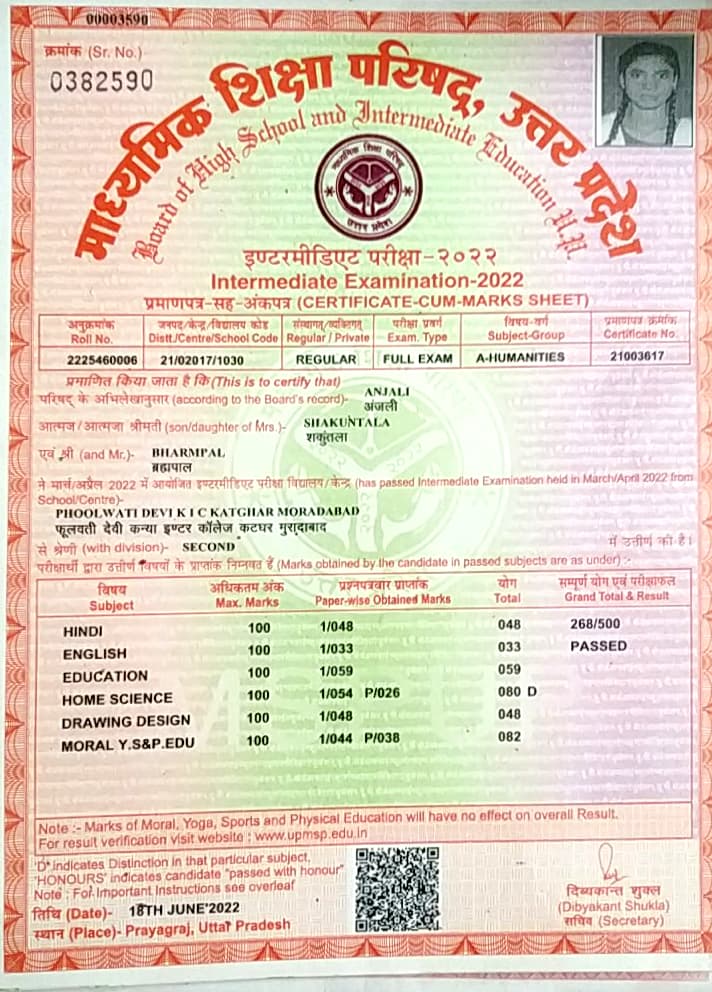 00003590
क्रमांक (Sr. No.)
0382590
माध्यमिक शिक्षा परिषद्, उत्तर प्रदेश
Board of High School and Intermediate Education U.P.
माध्यमिक शिक्षा परिषद्
उत्तर प्रदेश
इण्टरमीडिएट परीक्षा-२०२२
Intermediate Examination-2022
प्रमाणपत्र-सह-अंकपत्र (CERTIFICATE-CUM-MARKS SHEET)
अनुक्रमांक जनपद/केन्द्र/विद्यालय कोड संस्थागत/व्यक्तिगत परीक्षा प्रवर्ग विषय-वर्ग प्रमाणपत्र क्रमांक
Roll No. Distt./Centre/School Code Regular / Private Exam. Type Subject-Group Certificate No.
2225460006 21/02017/1030 REGULAR FULL EXAM A-HUMANITIES 21003617
प्रमाणित किया जाता है कि (This is to certify that)
परिषद् के अभिलेखानुसार (according to the Board's record)- ANJALI
अंजली
आत्मज/आत्मजा श्रीमती (son/daughter of Mrs.)- SHAKUNTALA
शकुंतला
एवं श्री (and Mr.)- BHARMPAL
ब्रह्मपाल
ने मार्च/अप्रैल 2022 में आयोजित इण्टरमीडिएट परीक्षा विद्यालय/केन्द्र (has passed Intermediate Examination held in March/April 2022 from
School/Centre)-
PHOOLWATI DEVI K I C KATGHAR MORADABAD
फूलवती देवी कन्या इण्टर कॉलेज कटघर मुरादाबाद
से श्रेणी (with division)- SECOND में उत्तीर्ण की है।
परीक्षार्थी द्वारा उत्तीर्ण विषयों के प्राप्तांक निम्नवत हैं (Marks obtained by the candidate in passed subjects are as under) :-
विषय अधिकतम अंक प्रश्नपत्रवार प्राप्तांक योग सम्पूर्ण योग एवं परीक्षाफल
Subject Max. Marks Paper-wise Obtained Marks Total Grand Total & Result
HINDI 100 1/048 048 268/500
ENGLISH 100 1/033 033 PASSED
EDUCATION 100 1/059 059
HOME SCIENCE 100 1/054 P/026 080 D
DRAWING DESIGN 100 1/048 048
MORAL Y.S&P.EDU 100 1/044 P/038 082
Note :- Marks of Moral, Yoga, Sports and Physical Education will have no effect on overall Result.
For result verification visit website : www.upmsp.edu.in
'D' indicates Distinction in that particular subject,
'HONOURS' indicates candidate "passed with honour"
Note : For Important Instructions see overleaf
तिथि (Date)- 18TH JUNE'2022
स्थान (Place)- Prayagraj, Uttar Pradesh
दिब्यकान्त शुक्ल
(Dibyakant Shukla)
सचिव (Secretary)